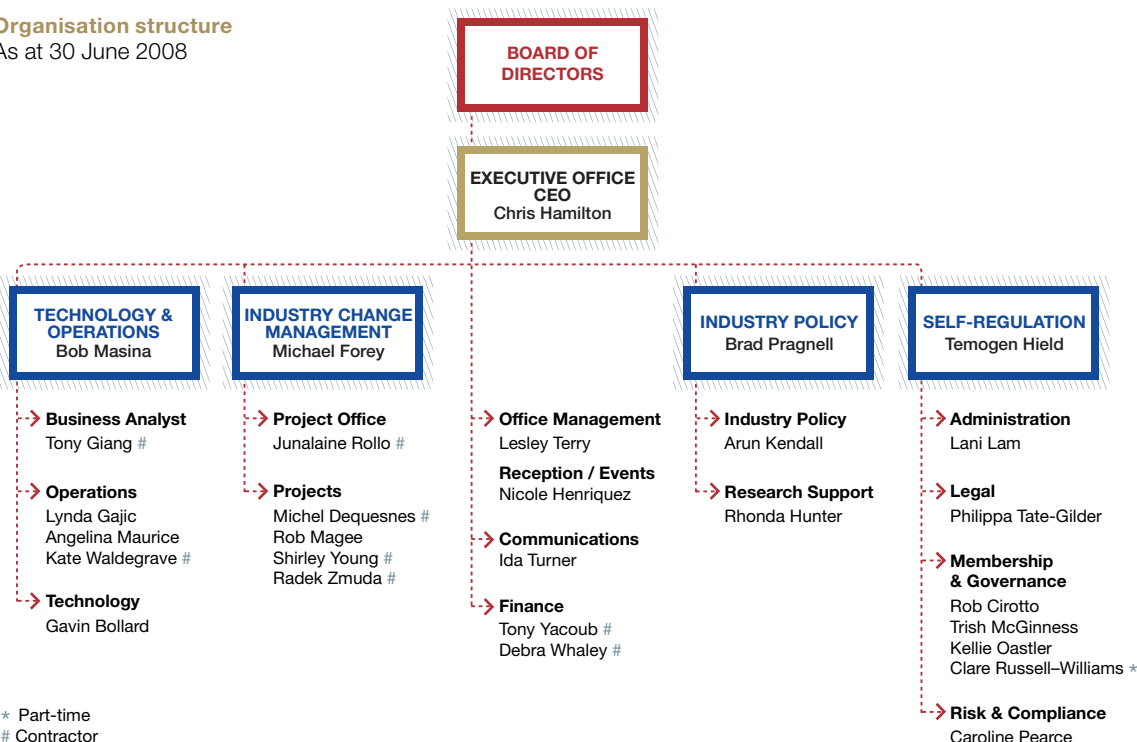 Organisation structure
As at 30 June 2008
BOARD OF
DIRECTORS
EXECUTIVE OFFICE
CEO
Chris Hamilton
TECHNOLOGY &
OPERATIONS
Bob Masina
INDUSTRY CHANGE
MANAGEMENT
Michael Forey
INDUSTRY POLICY
Brad Pragnell
SELF-REGULATION
Temogen Hield
Business Analyst
Tony Giang #
Operations
Lynda Gajic
Angelina Maurice
Kate Waldegrave #
Technology
Gavin Bollard
Project Office
Junalaine Rollo #
Projects
Michel Dequesnes #
Rob Magee
Shirley Young #
Radek Zmuda #
Office Management
Lesley Terry
Reception / Events
Nicole Henriquez
Communications
Ida Turner
Finance
Tony Yacoub #
Debra Whaley #
Industry Policy
Arun Kendall
Research Support
Rhonda Hunter
Administration
Lani Lam
Legal
Philippa Tate-Gilder
Membership
& Governance
Rob Cirotto
Trish McGinness
Kellie Oastler
Clare Russell–Williams *
Risk & Compliance
Caroline Pearce
* Part-time
# Contractor